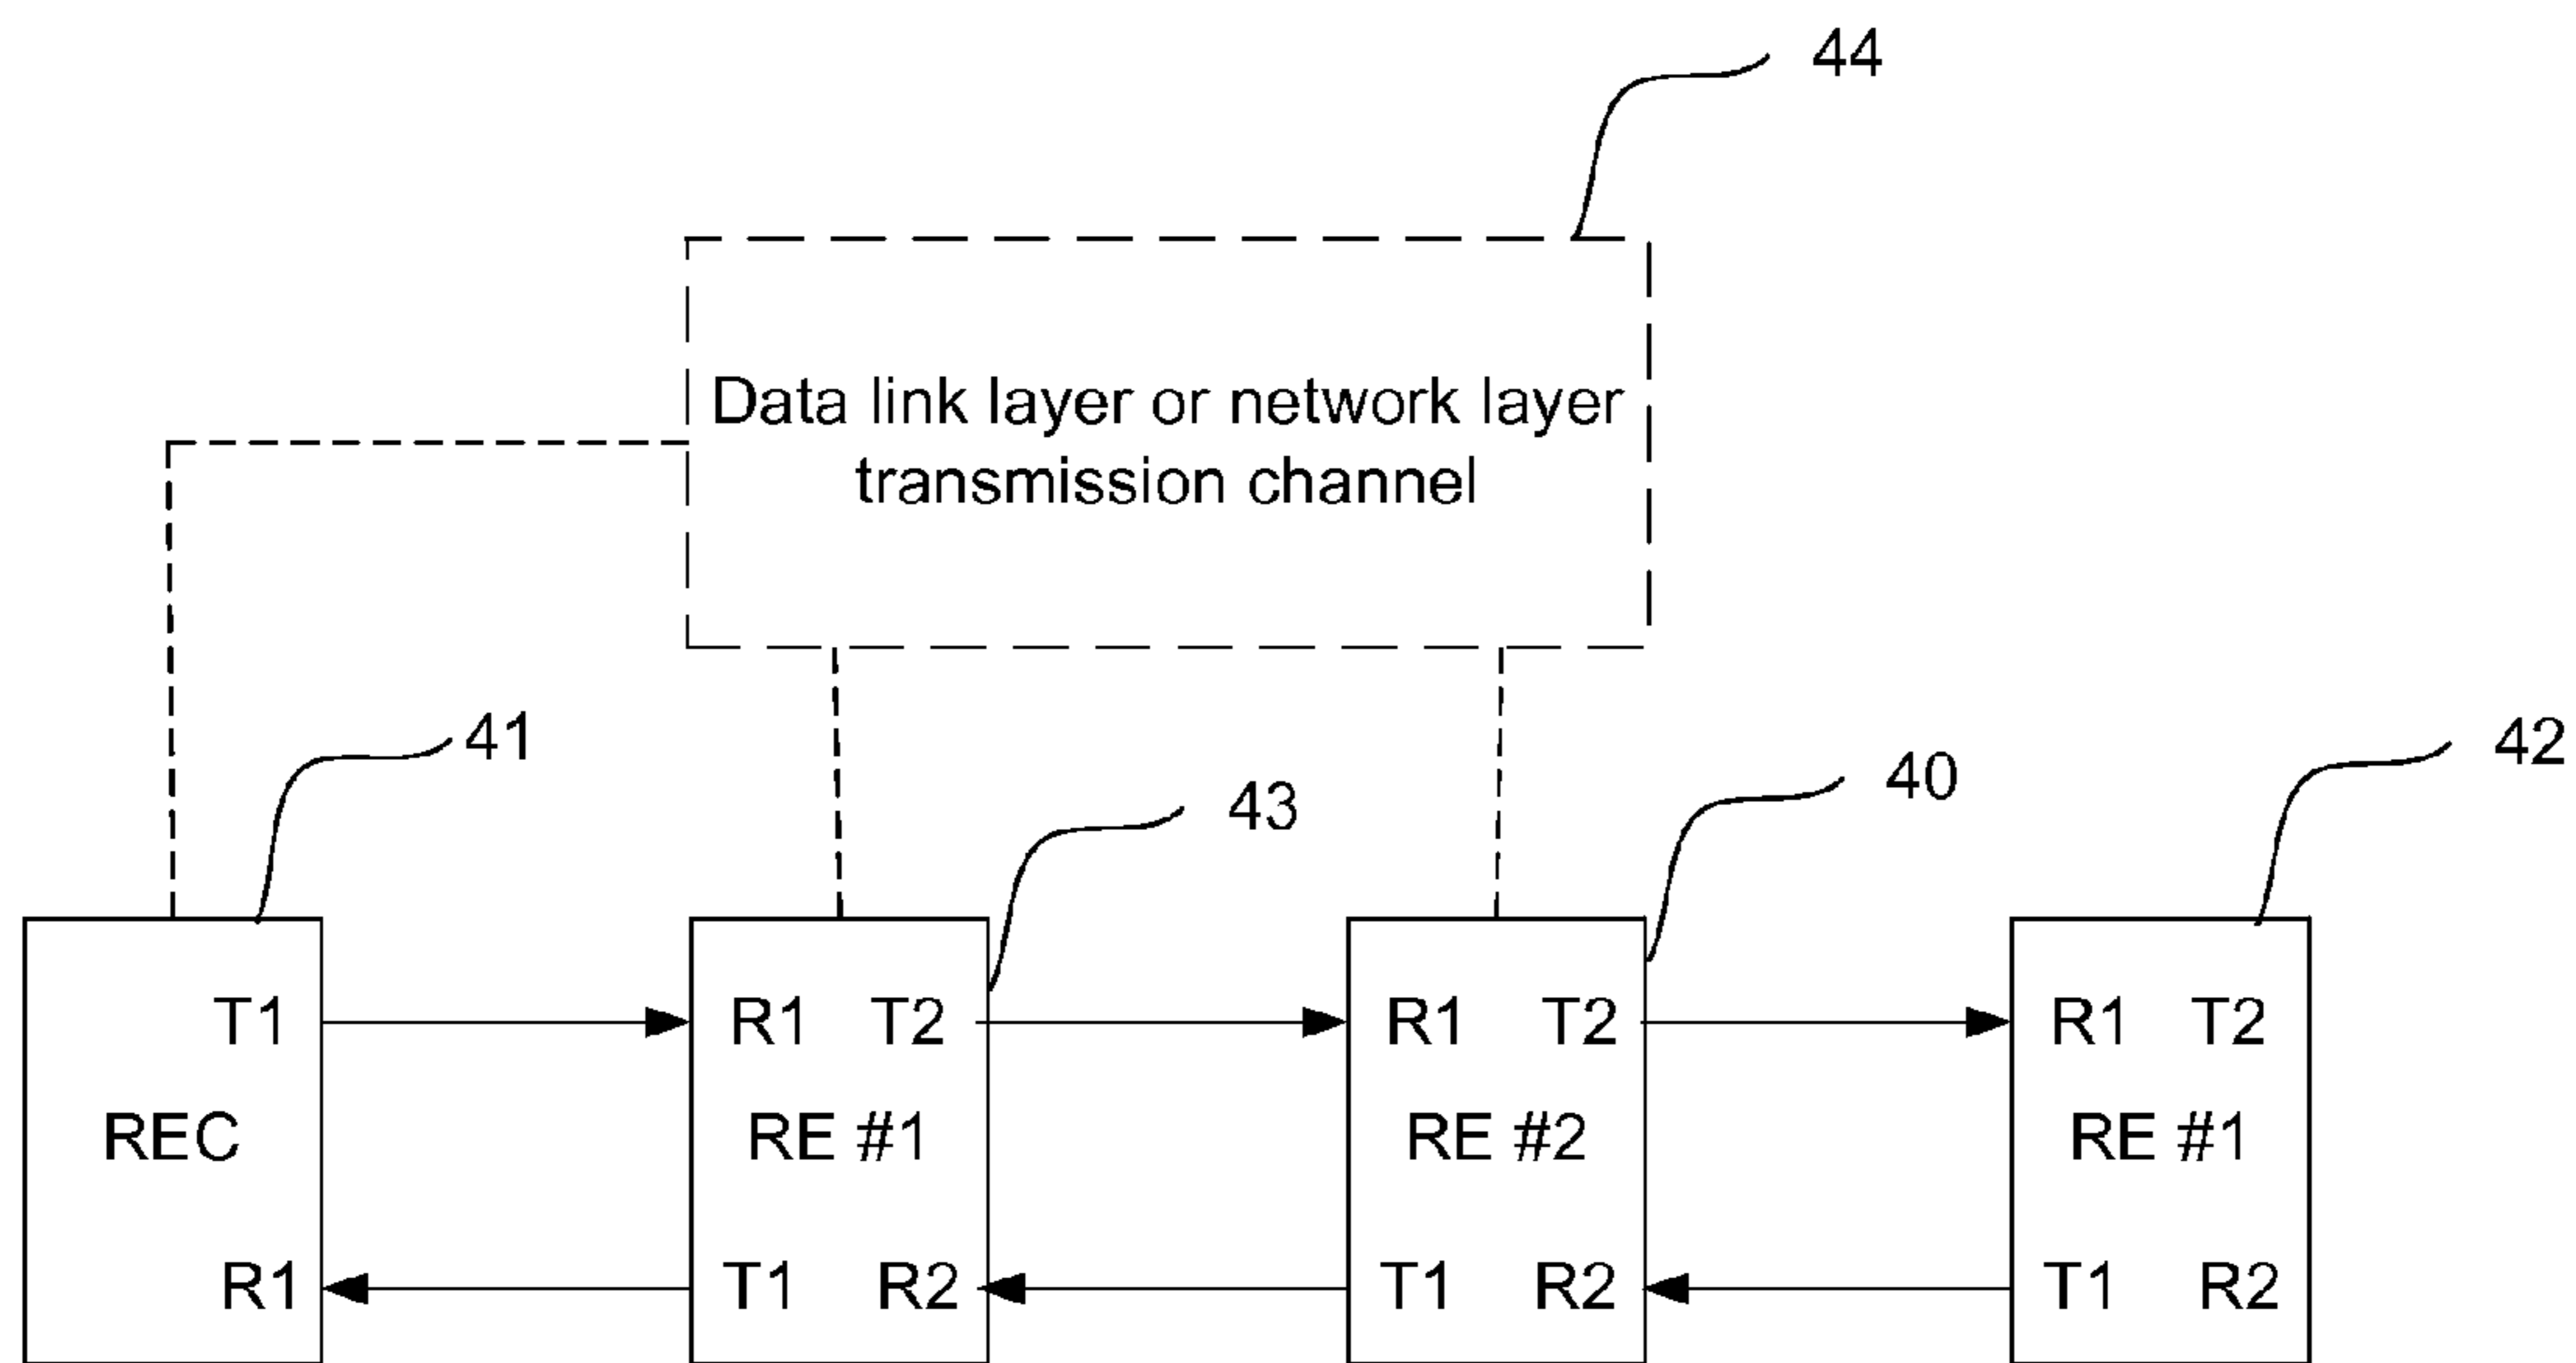 44
Data link layer or network layer
transmission channel
41
43
40
42
T1
REC
R1
R1 T2
RE #1
T1 R2
R1 T2
RE #2
T1 R2
R1 T2
RE #1
T1 R2